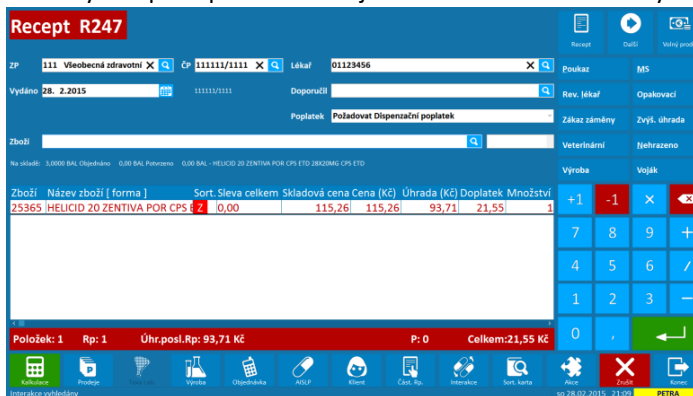 Recept R247
Recept
Další
Volný prod
ZP 111 Všeobecná zdravotní X ČP 111111/1111 X Lékař 01123456 X
Poukaz MS
Vydáno 28. 2.2015 111111/1111 Doporučil
Rev. lékař Opakovací
Poplatek Požadovat Dispenzační poplatek
Zákaz záměny Zvýš. úhrada
Zboží
Veterinární Nehrazeno
Na skladě: 3,0000 BAL Objednáno 0,00 BAL Potvrzeno 0,00 BAL - HELICID 20 ZENTIVA POR CPS ETD 28X20MG CPS ETD
Výroba Voják
Zboží Název zboží [ forma ] Sort. Sleva celkem Skladová cena Cena (Kč) Úhrada (Kč) Doplatek Množství
25365 HELICID 20 ZENTIVA POR CPS E Z 0,00 115,26 115,26 93,71 21,55 1
+1 -1 ×
7 8 9 +
4 5 6 /
1 2 3 −
0 ,
Položek: 1 Rp: 1 Úhr.posl.Rp: 93,71 Kč P: 0 Celkem:21,55 Kč
Kalkulace Prodeje Výroba Objednávka AISLP Klient Část. Rp. Interakce Sort. karta Akce Zrušit Konec
Interakce vyhledány so 28.02.2015 21:09 PETRA